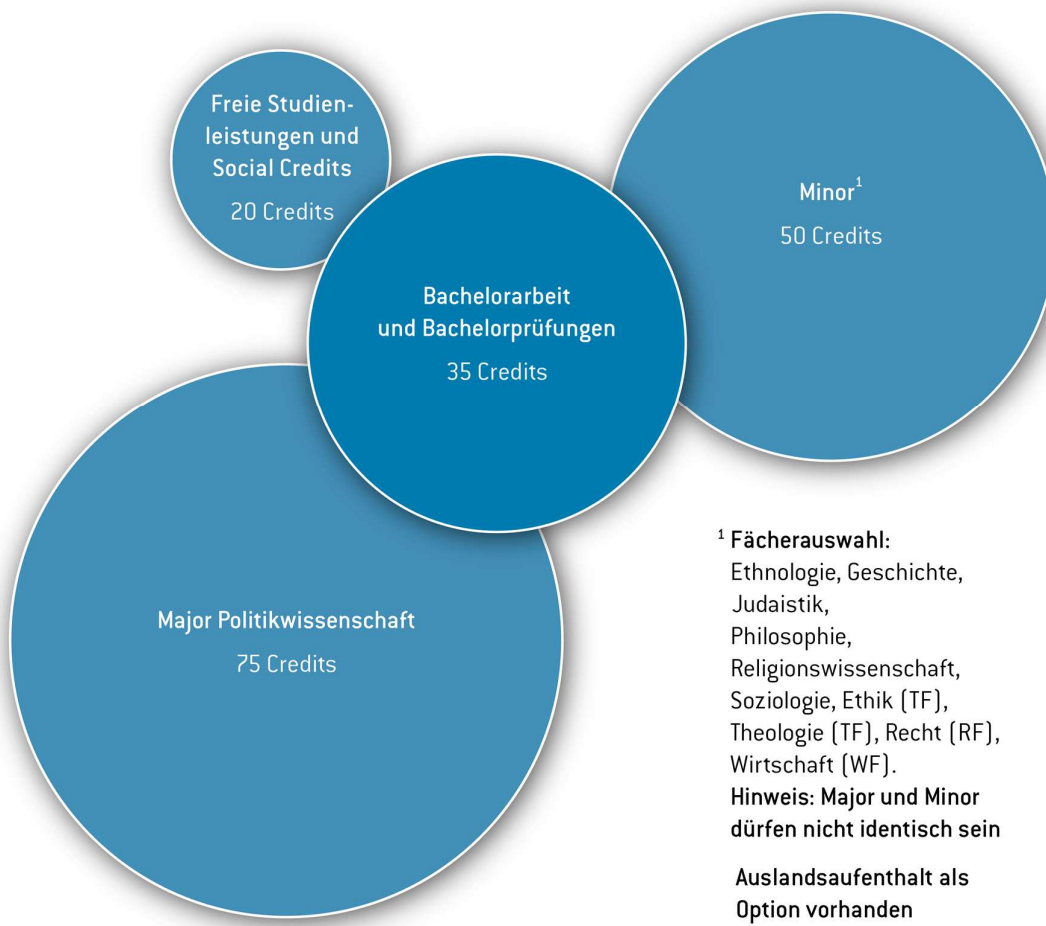 Freie Studien-
leistungen und
Social Credits
20 Credits
Minor¹
50 Credits
Bachelorarbeit
und Bachelorprüfungen
35 Credits
Major Politikwissenschaft
75 Credits
¹ Fächerauswahl:
Ethnologie, Geschichte,
Judaistik,
Philosophie,
Religionswissenschaft,
Soziologie, Ethik (TF),
Theologie (TF), Recht (RF),
Wirtschaft (WF).
Hinweis: Major und Minor
dürfen nicht identisch sein
Auslandsaufenthalt als
Option vorhanden